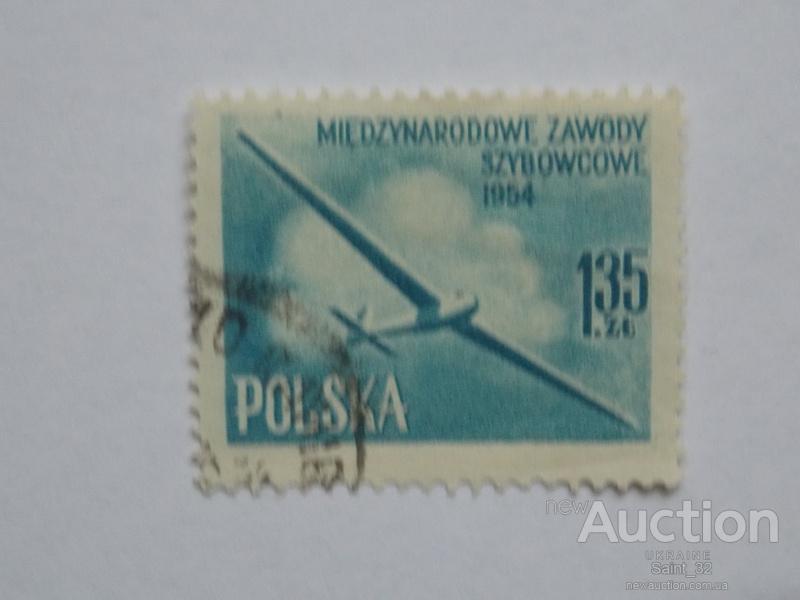 MIĘDZYNARODOWE ZAWODY
SZYBOWCOWE
1954
1.35
ZŁ
POLSKA
new
Auction
UKRAINE
Saint_32
newauction.com.ua